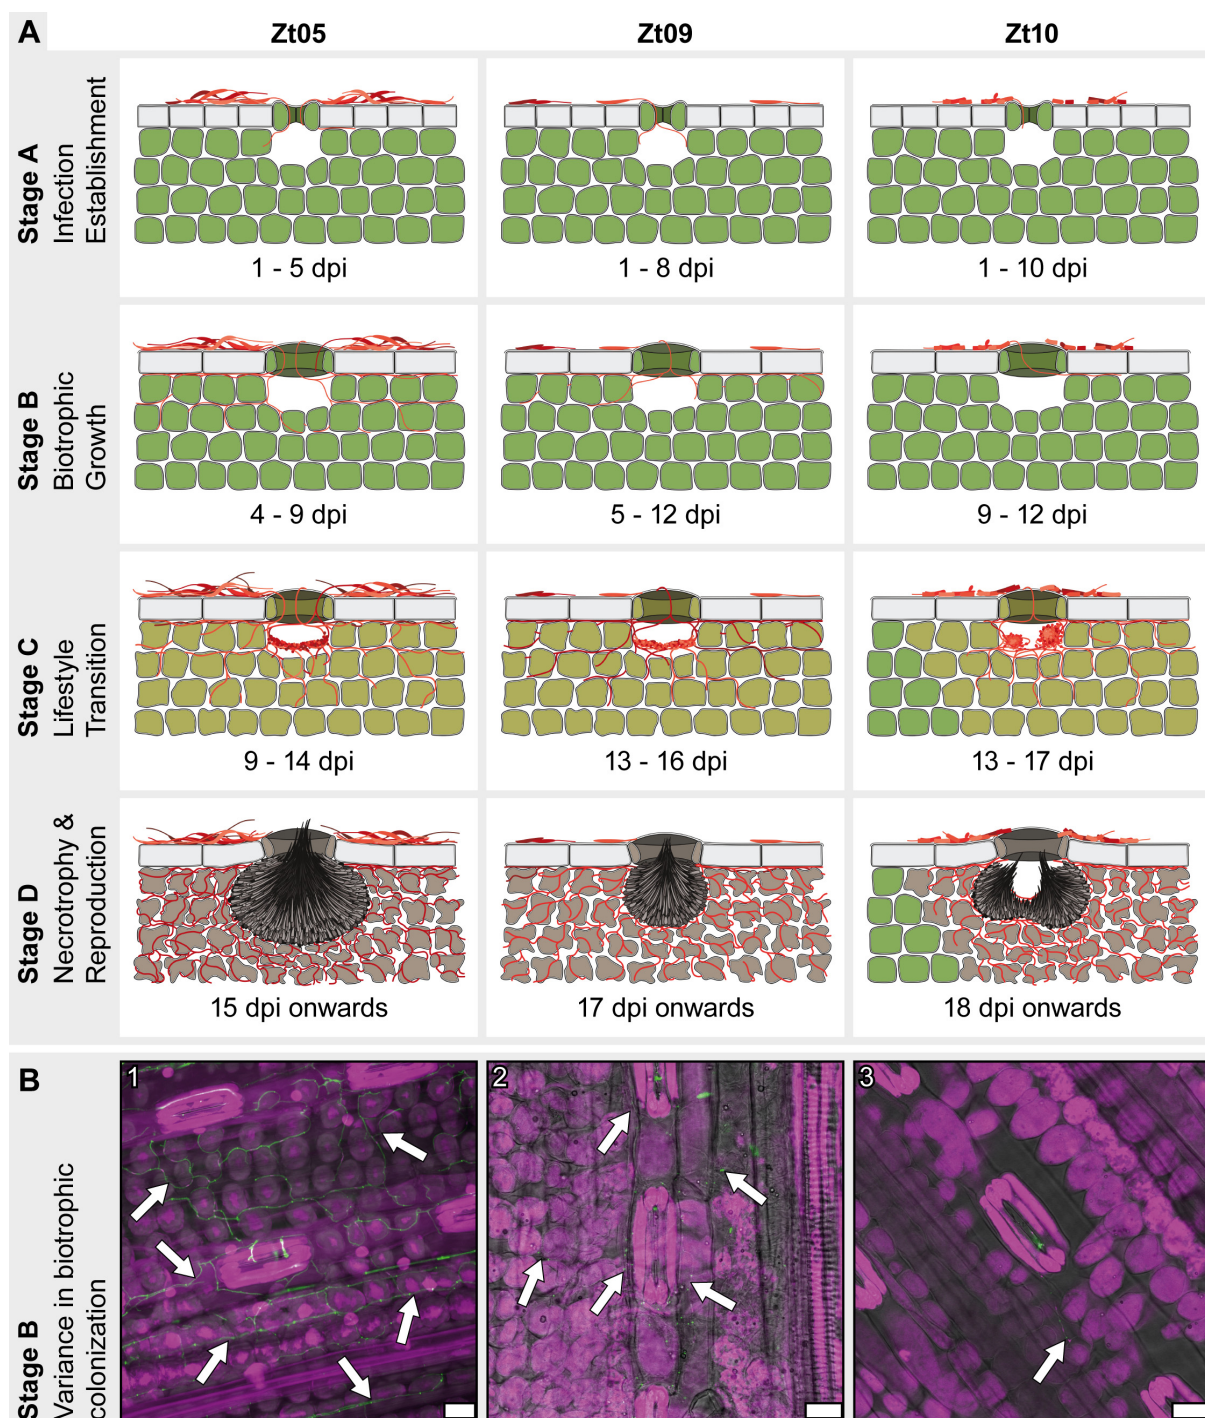 A
Zt05 Zt09 Zt10
Stage A
Infection
Establishment
1 - 5 dpi 1 - 8 dpi 1 - 10 dpi
Stage B
Biotrophic
Growth
4 - 9 dpi 5 - 12 dpi 9 - 12 dpi
Stage C
Lifestyle
Transition
9 - 14 dpi 13 - 16 dpi 13 - 17 dpi
Stage D
Necrotrophy &
Reproduction
15 dpi onwards 17 dpi onwards 18 dpi onwards
B
1 2 3
Stage B
Variance in biotrophic
colonization